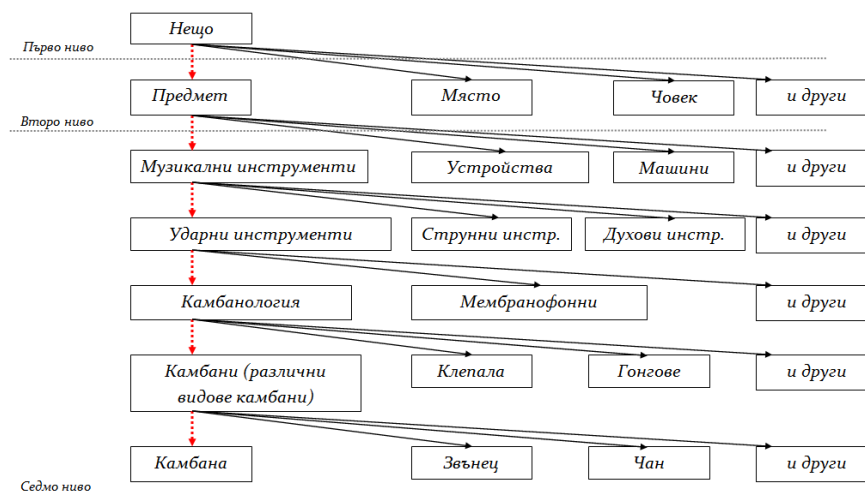 Нещо
Първо ниво
Предмет
Място
Човек
и други
Второ ниво
Музикални инструменти
Устройства
Машини
и други
Ударни инструменти
Струнни инстр.
Духови инстр.
и други
Камбанология
Мембранофонни
и други
Камбани (различни
видове камбани)
Клепала
Гонгове
и други
Камбана
Звънец
Чан
и други
Седмо ниво